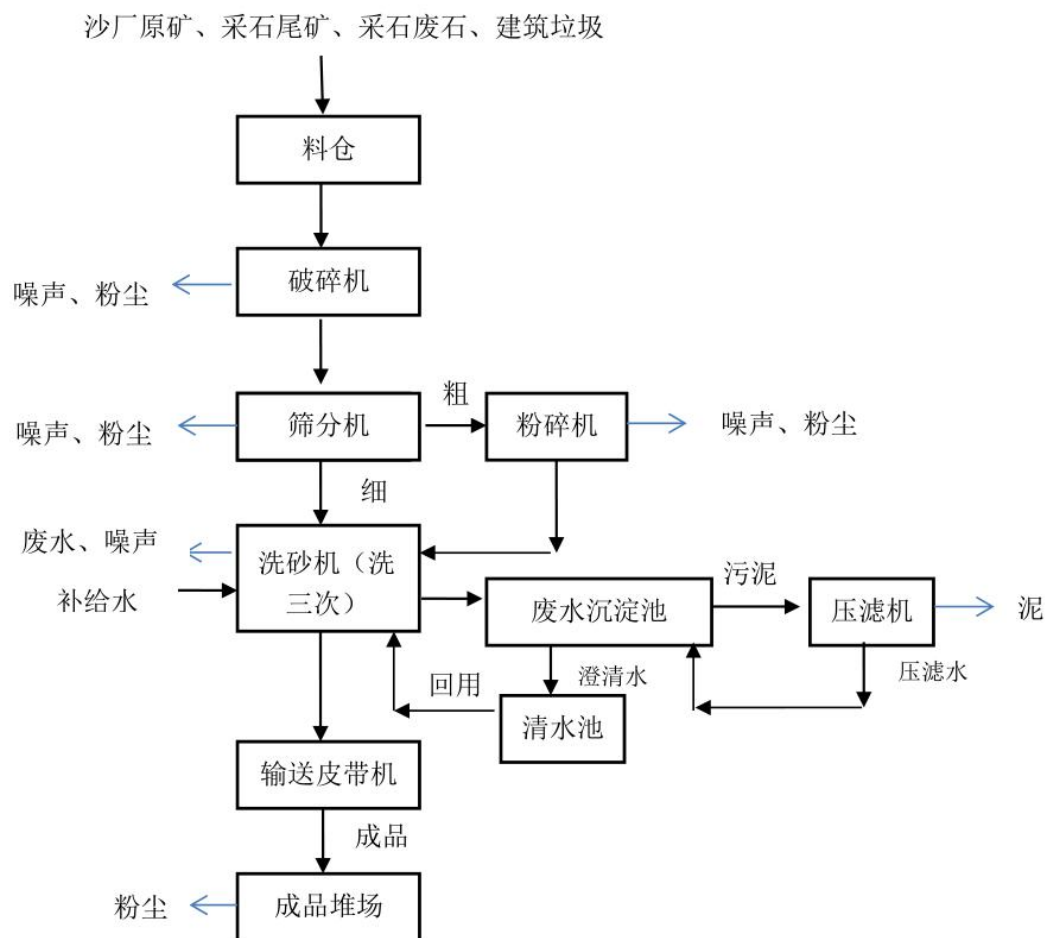 沙厂原矿、采石尾矿、采石废石、建筑垃圾
料仓
破碎机
噪声、粉尘
粗
筛分机
粉碎机
噪声、粉尘
噪声、粉尘
细
废水、噪声
洗砂机（洗
三次）
补给水
污泥
废水沉淀池
压滤机
泥
澄清水
压滤水
回用
清水池
输送皮带机
成品
粉尘
成品堆场